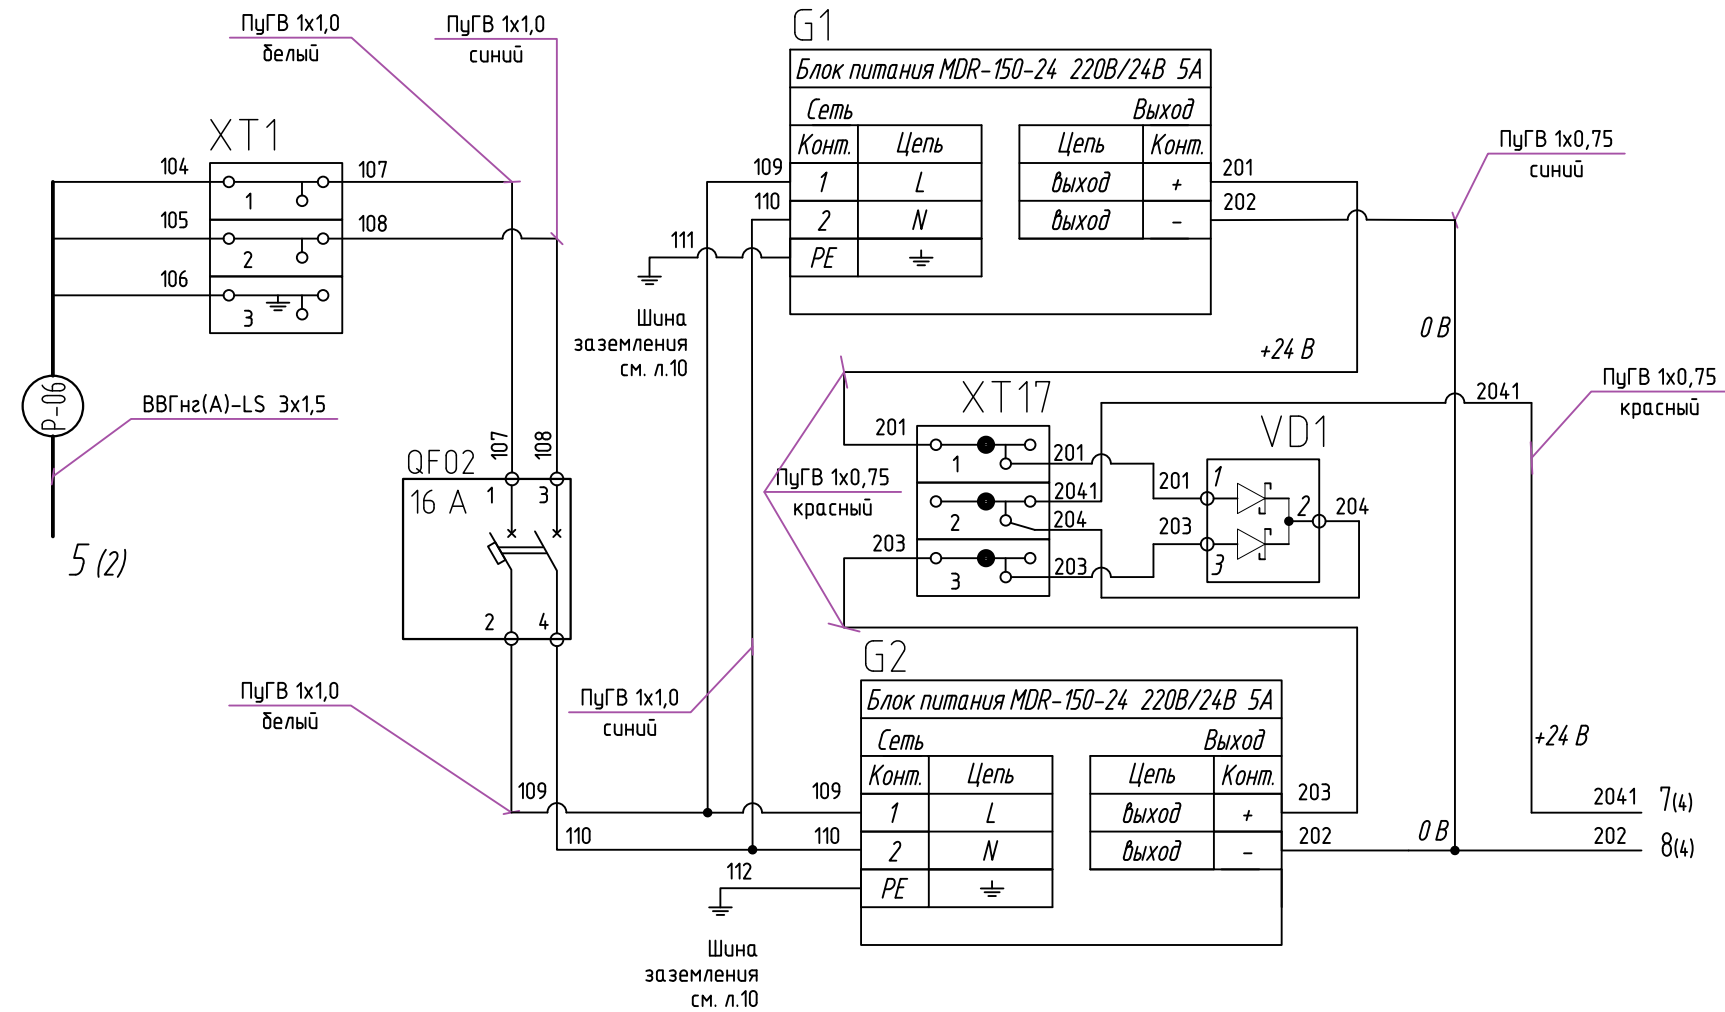 ПуГВ 1х1,0
белый
ПуГВ 1х1,0
синий
XT1
104
107
1
105
108
2
106
3
Р-06
ВВГнг(А)-LS 3х1,5
5 (2)
107
108
QF02
16 А
1
3
2
4
ПуГВ 1х1,0
белый
109
110
G1
Блок питания MDR-150-24 220В/24В 5А
Сеть
Выход
Конт.
Цепь
Цепь
Конт.
109
1
L
выход
+
201
110
2
N
выход
-
202
111
PE
Шина
заземления
см. л.10
ПуГВ 1х0,75
синий
0 В
+24 В
ПуГВ 1х0,75
красный
2041
XT17
201
1
201
2041
2
204
203
3
203
ПуГВ 1х0,75
красный
VD1
201
1
2
204
203
3
ПуГВ 1х1,0
синий
G2
Блок питания MDR-150-24 220В/24В 5А
Сеть
Выход
Конт.
Цепь
Цепь
Конт.
109
1
L
выход
+
203
110
2
N
выход
-
202
112
PE
Шина
заземления
см. л.10
+24 В
0 В
2041
7(4)
202
8(4)